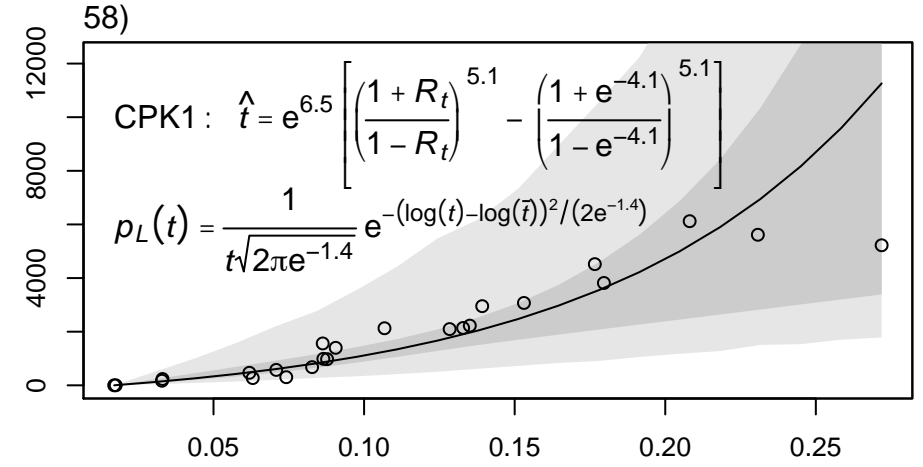 58)
12000
8000
4000
0
CPK1 : t̂ = e^6.5 [((1 + R_t)/(1 − R_t))^5.1 − ((1 + e^−4.1)/(1 − e^−4.1))^5.1]
p_L(t) = 1/(t√(2πe^−1.4)) e^−(log(t)−log(t̄))²/(2e^−1.4)
0.05 0.10 0.15 0.20 0.25